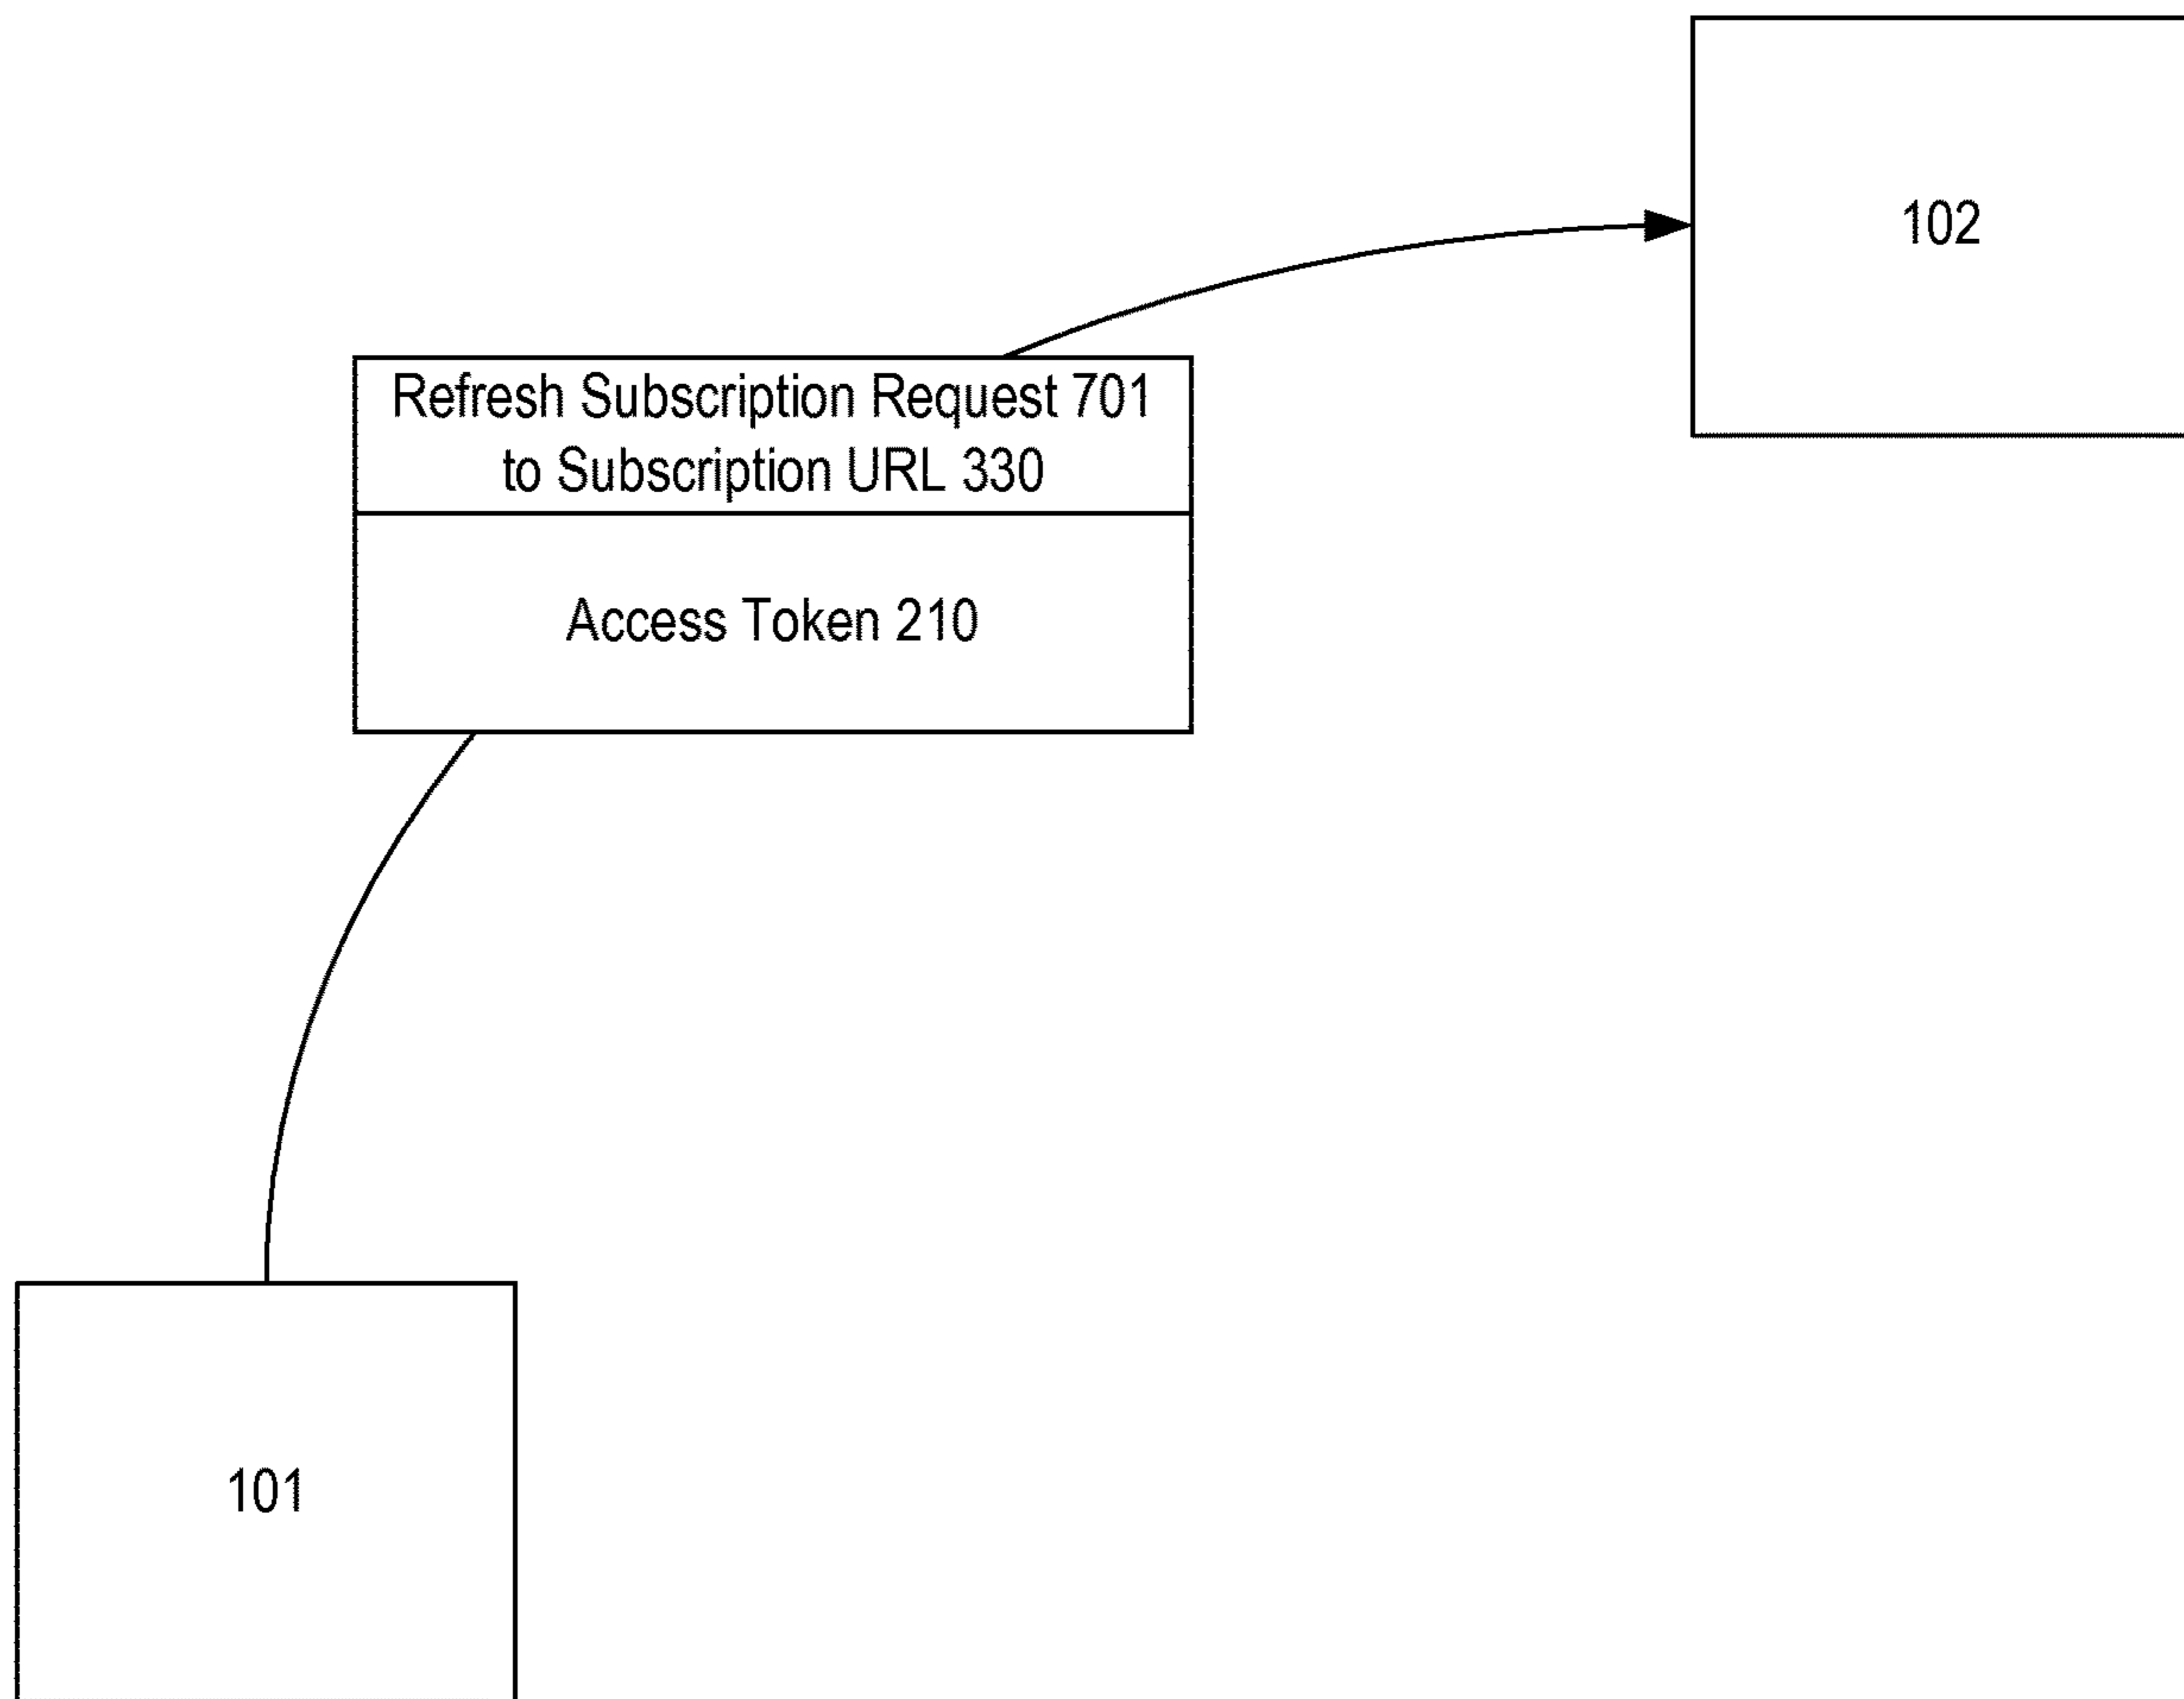 102
Refresh Subscription Request 701
to Subscription URL 330
Access Token 210
101